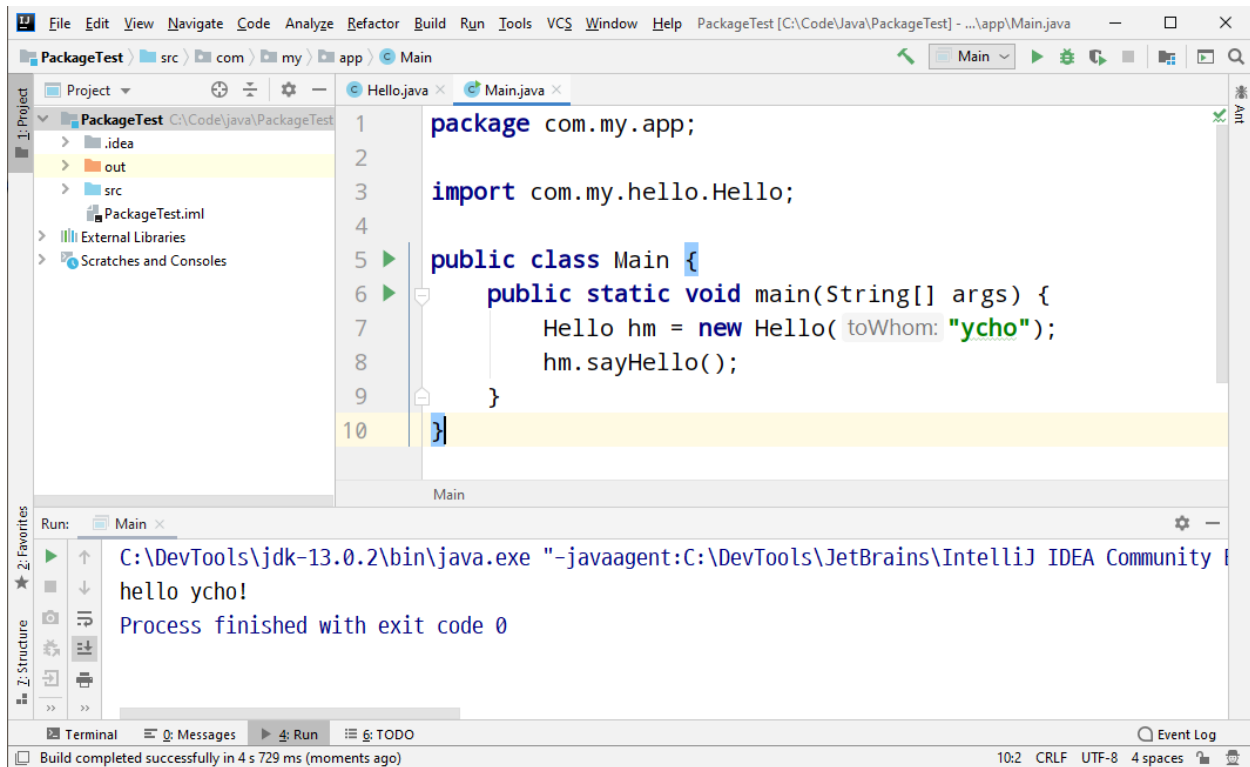 File Edit View Navigate Code Analyze Refactor Build Run Tools VCS Window Help PackageTest [C:\Code\Java\PackageTest] - ...\app\Main.java
PackageTest src com my app Main
Main
1: Project
Project
Hello.java Main.java
Ant
PackageTest C:\Code\java\PackageTest
.idea
out
src
PackageTest.iml
External Libraries
Scratches and Consoles
1 package com.my.app;
2
3 import com.my.hello.Hello;
4
5 public class Main {
6 public static void main(String[] args) {
7 Hello hm = new Hello( toWhom: "ycho");
8 hm.sayHello();
9 }
10 }
Main
2: Favorites
Z: Structure
Run: Main
C:\DevTools\jdk-13.0.2\bin\java.exe "-javaagent:C:\DevTools\JetBrains\IntelliJ IDEA Community
hello ycho!
Process finished with exit code 0
Terminal 0: Messages 4: Run 6: TODO Event Log
Build completed successfully in 4 s 729 ms (moments ago) 10:2 CRLF UTF-8 4 spaces